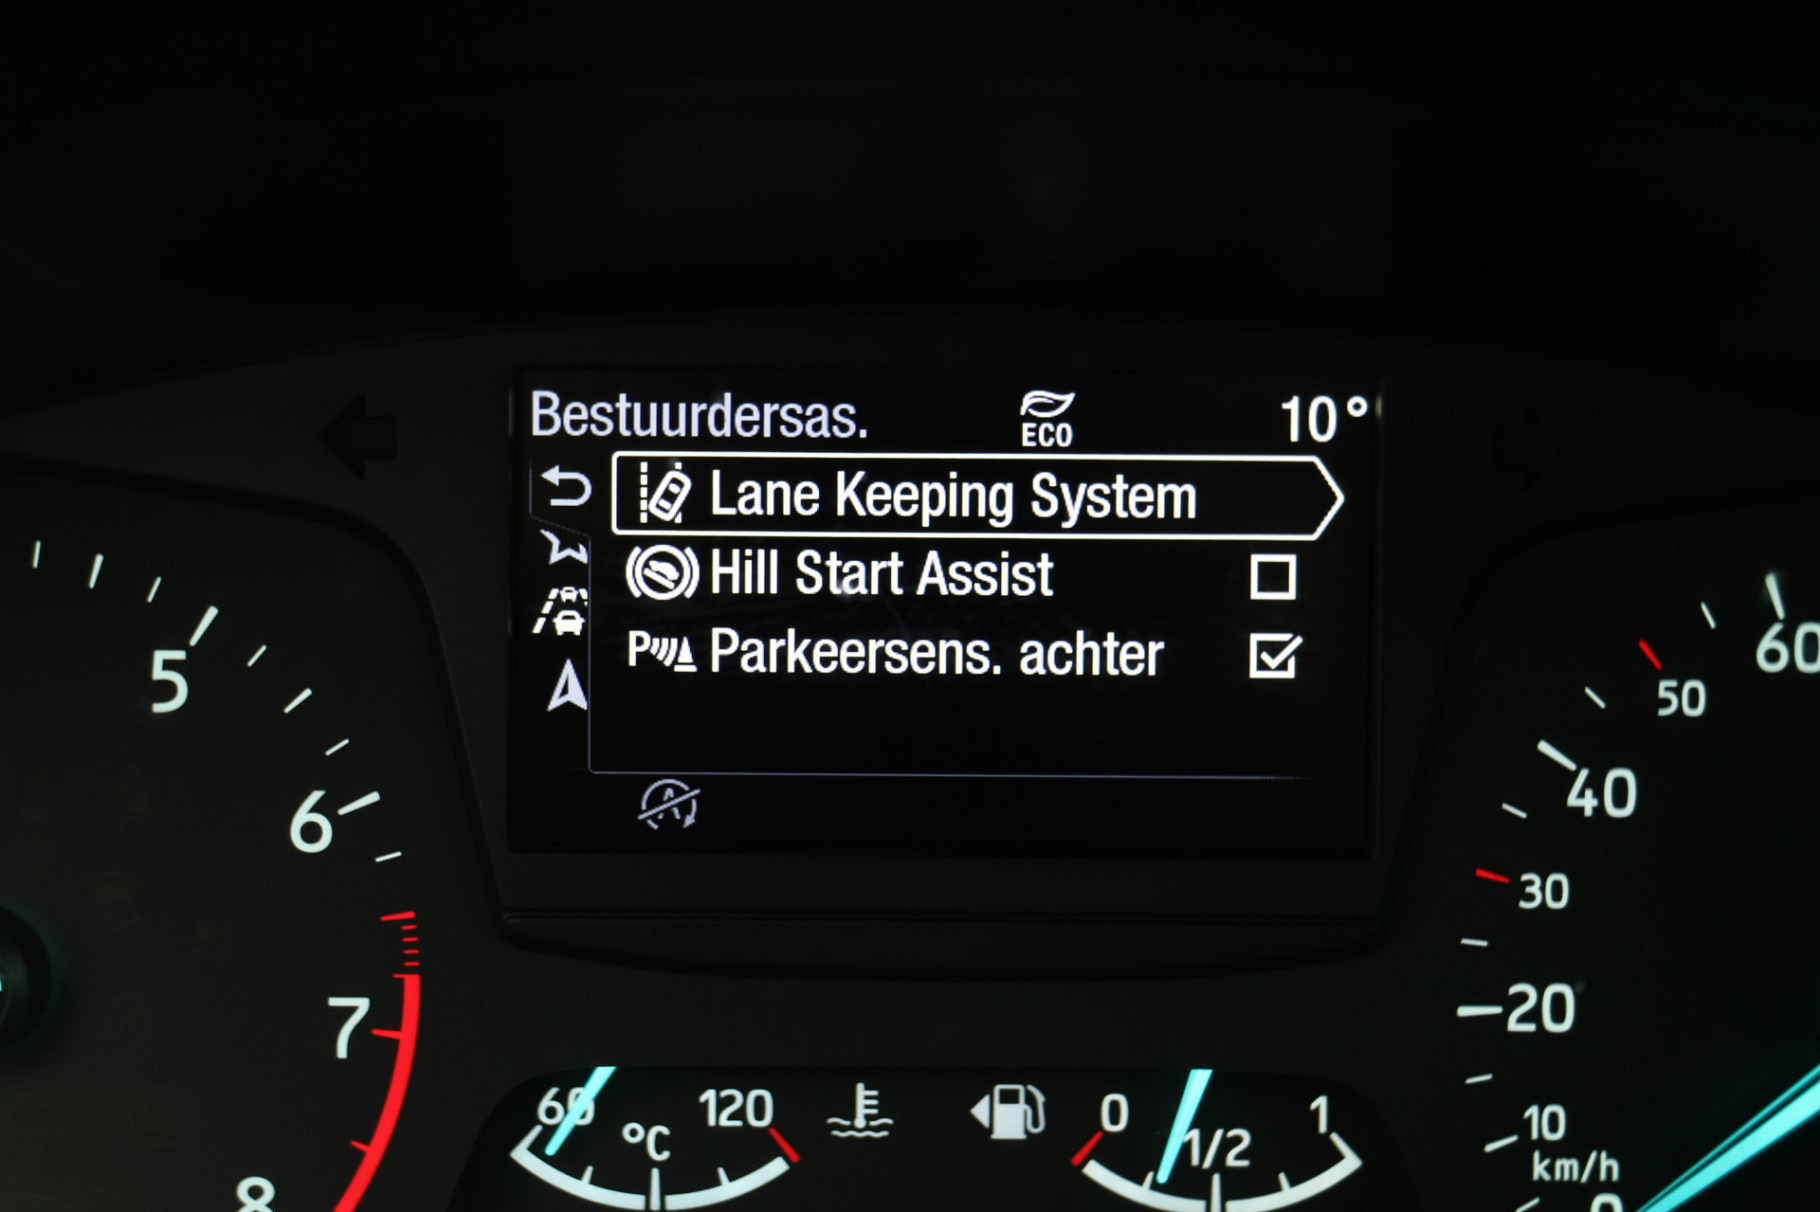 Bestuurdersas.
ECO
10°
Lane Keeping System
Hill Start Assist
P Parkeersens. achter
A
5
6
7
8
60
50
40
30
20
10
km/h
0
60
120
°C
0
1/2
1